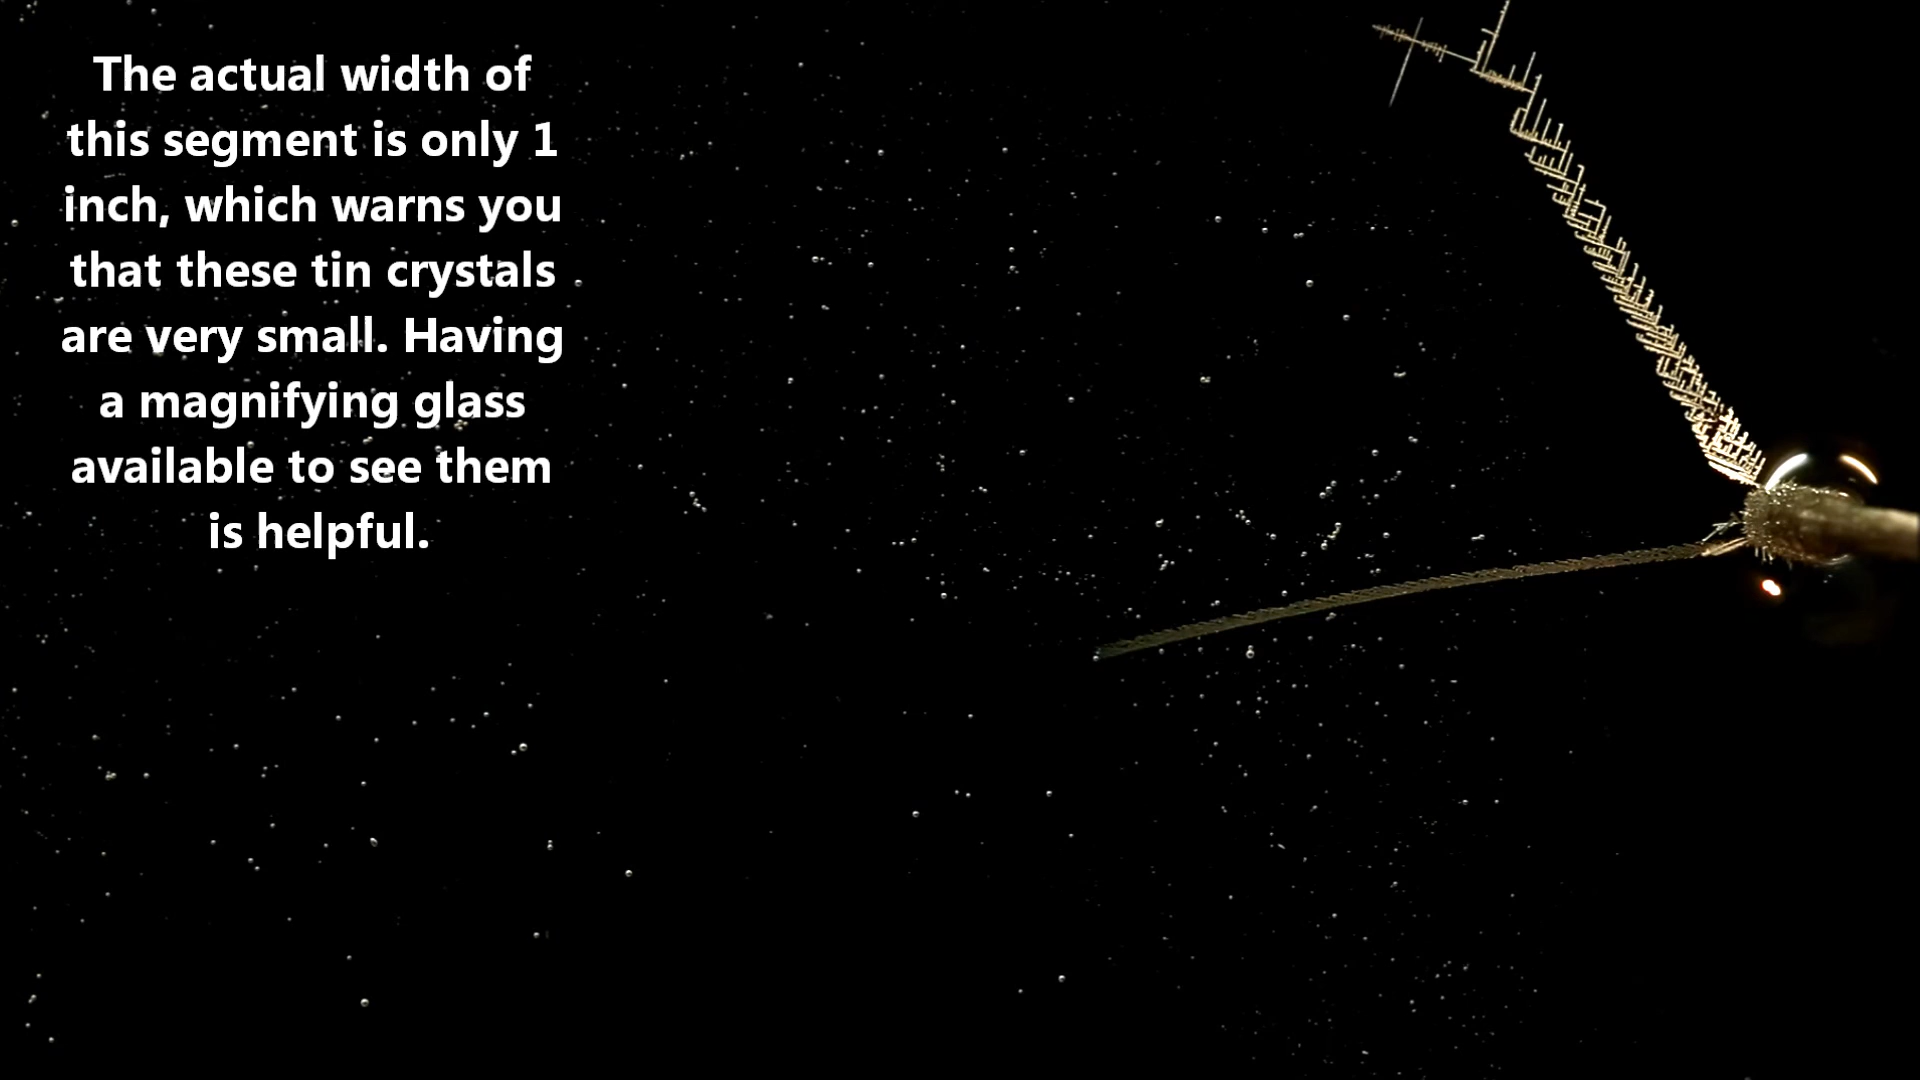 The actual width of
this segment is only 1
inch, which warns you
that these tin crystals
are very small. Having
a magnifying glass
available to see them
is helpful.